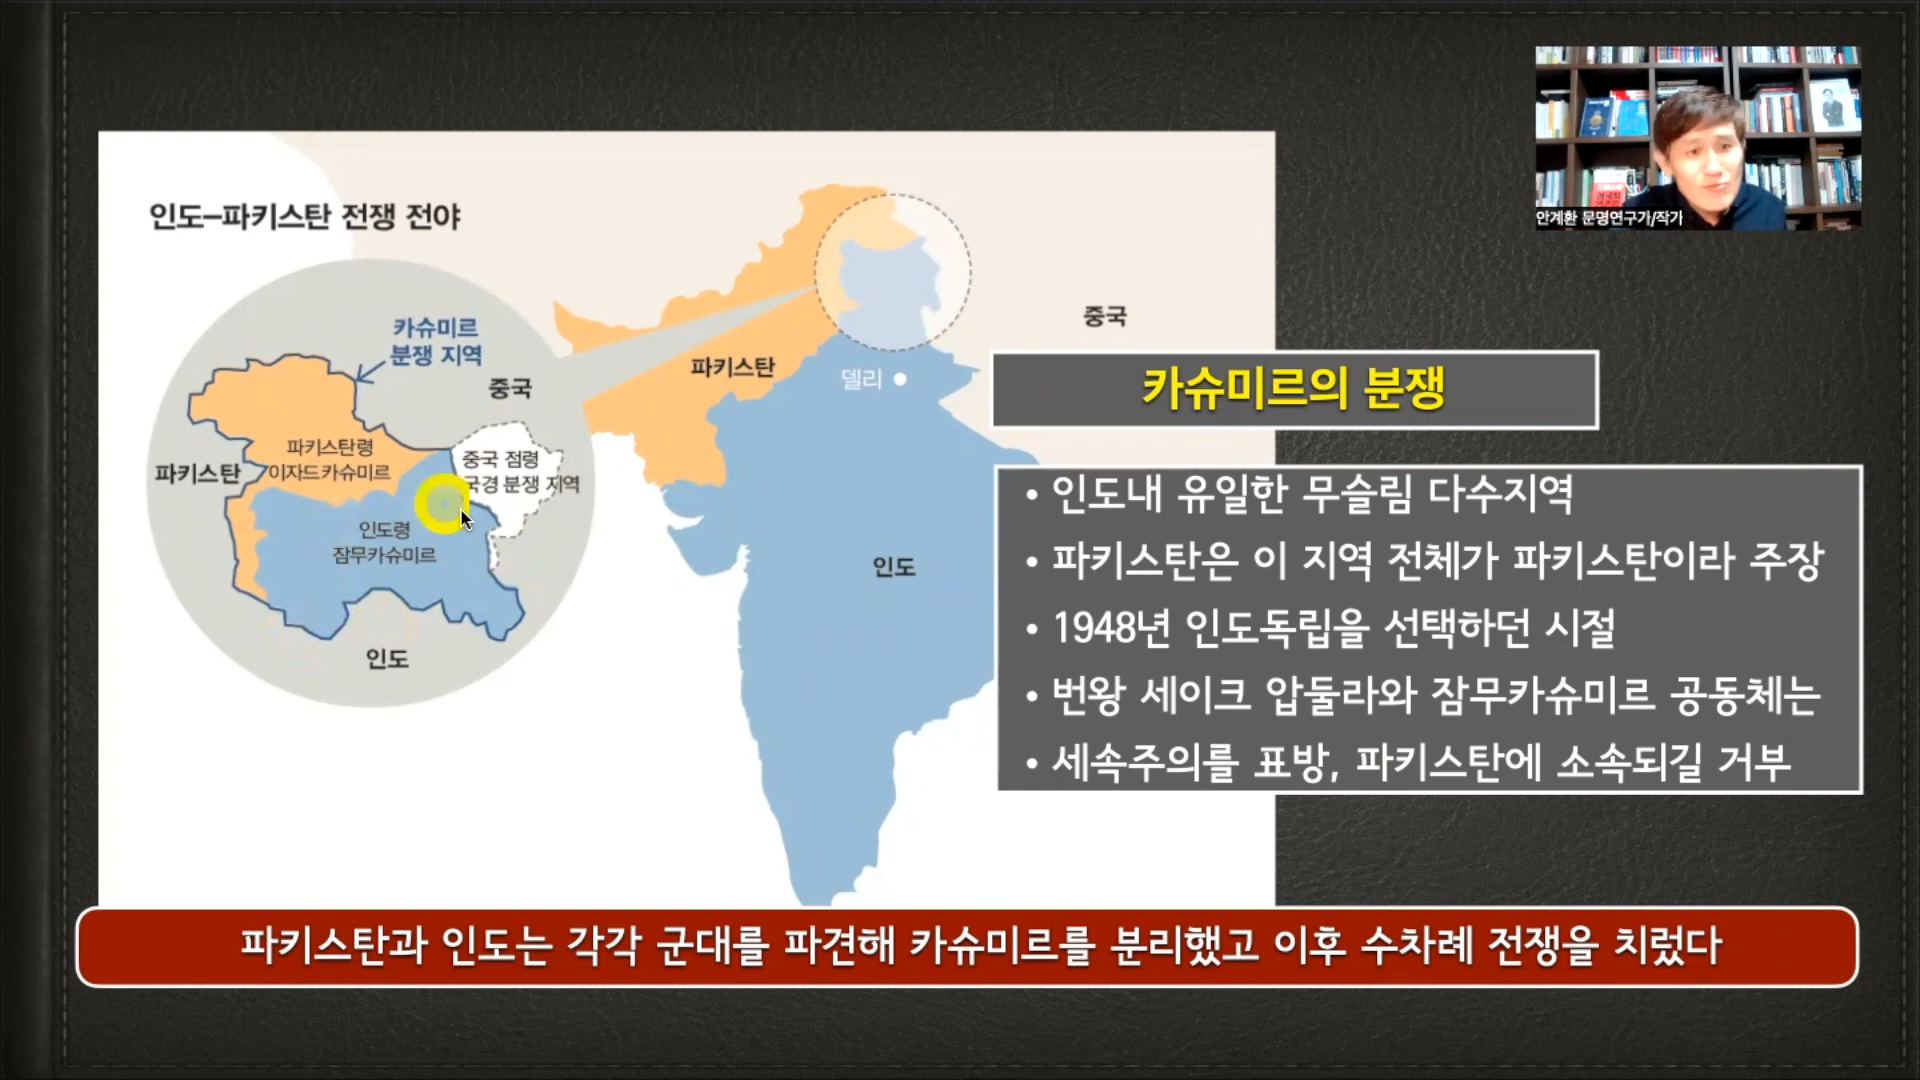 안계환 문명연구가/작가
인도–파키스탄 전쟁 전야
카슈미르
분쟁 지역
중국
파키스탄령
이자드카슈미르
파키스탄
중국 점령
국경 분쟁 지역
인도령
잠무카슈미르
인도
파키스탄
델리
중국
인도
카슈미르의 분쟁
• 인도내 유일한 무슬림 다수지역
• 파키스탄은 이 지역 전체가 파키스탄이라 주장
• 1948년 인도독립을 선택하던 시절
• 번왕 세이크 압둘라와 잠무카슈미르 공동체는
• 세속주의를 표방, 파키스탄에 소속되길 거부
파키스탄과 인도는 각각 군대를 파견해 카슈미르를 분리했고 이후 수차례 전쟁을 치렀다